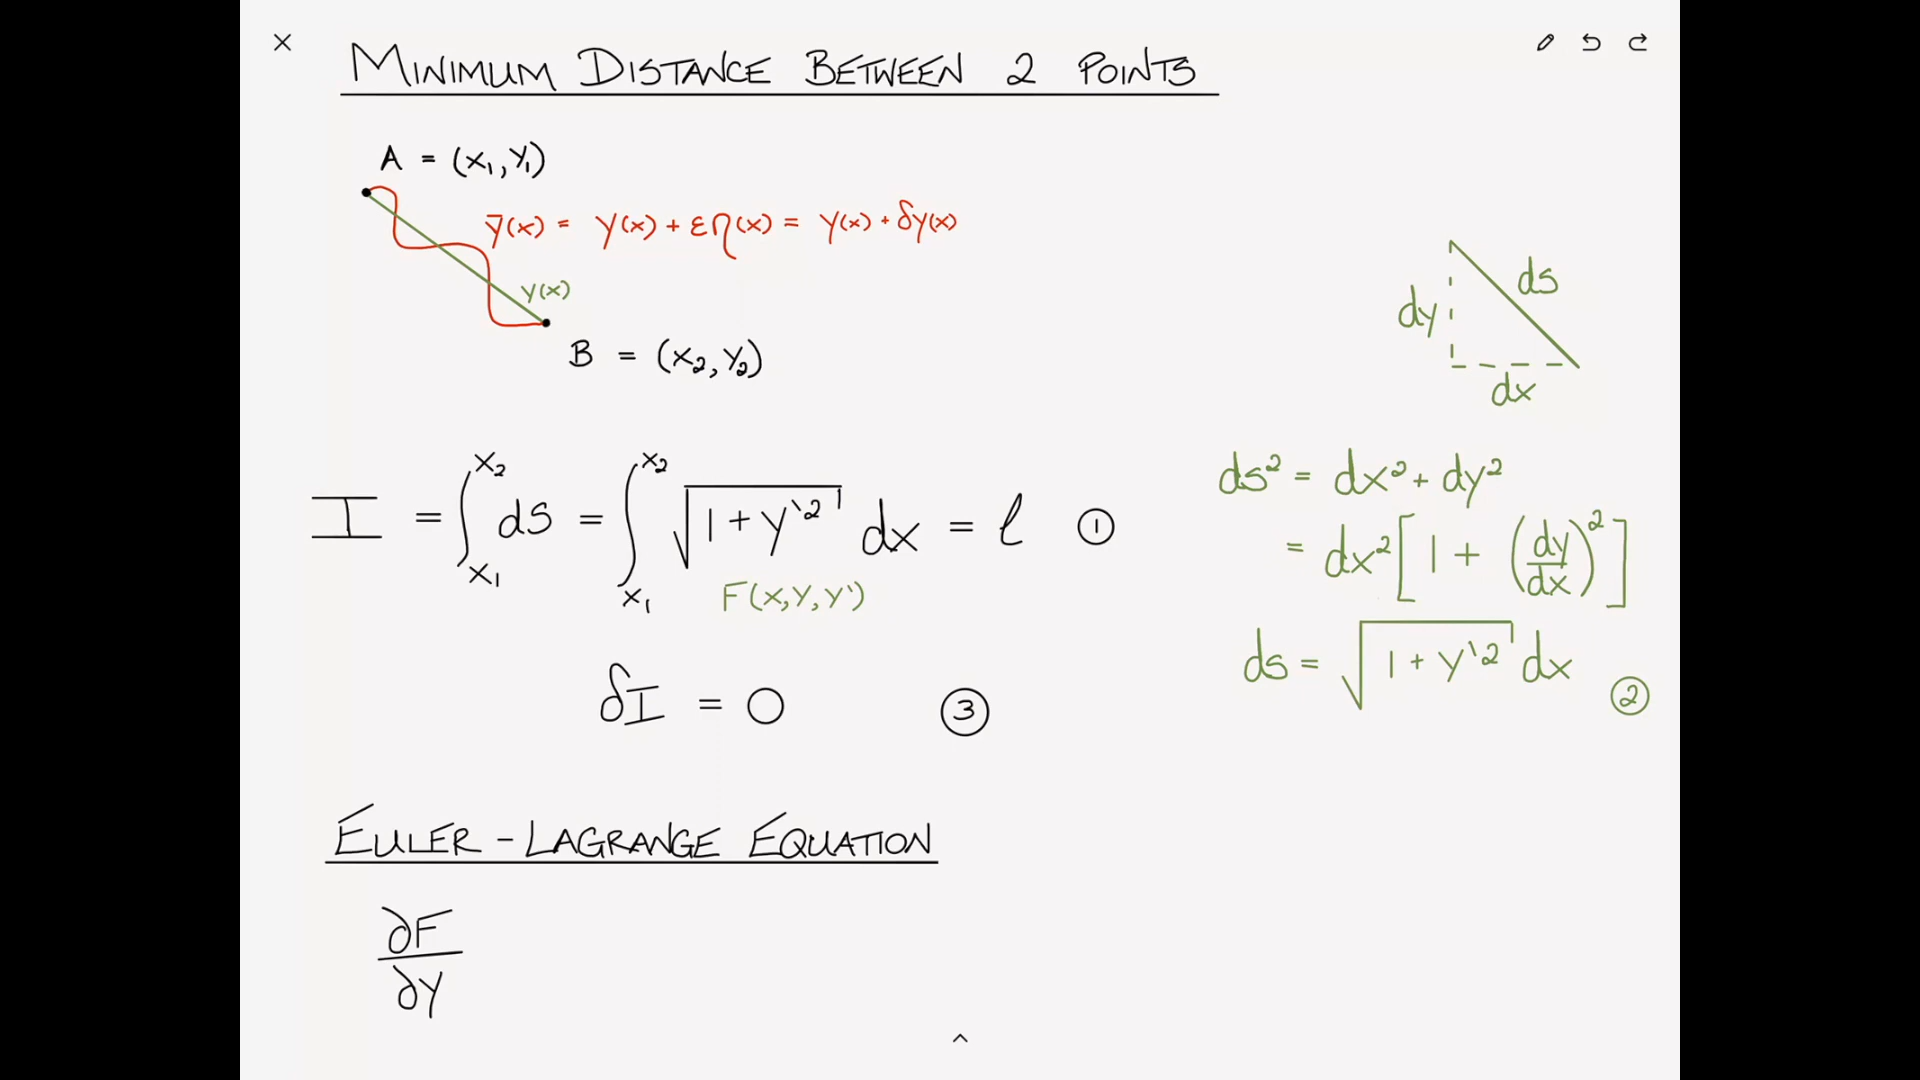 MINIMUM DISTANCE BETWEEN 2 POINTS
A = (x₁, y₁)
ȳ(x) = y(x) + εη(x) = y(x) + δy(x)
y(x)
B = (x₂, y₂)
ds
dy
dx
I = ∫_{x₁}^{x₂} ds = ∫_{x₁}^{x₂} √(1 + y'²) dx = l ①
F(x, y, y')
ds² = dx² + dy²
= dx² [1 + (dy/dx)²]
ds = √(1 + y'²) dx ②
δI = 0 ③
EULER - LAGRANGE EQUATION
∂F/∂y